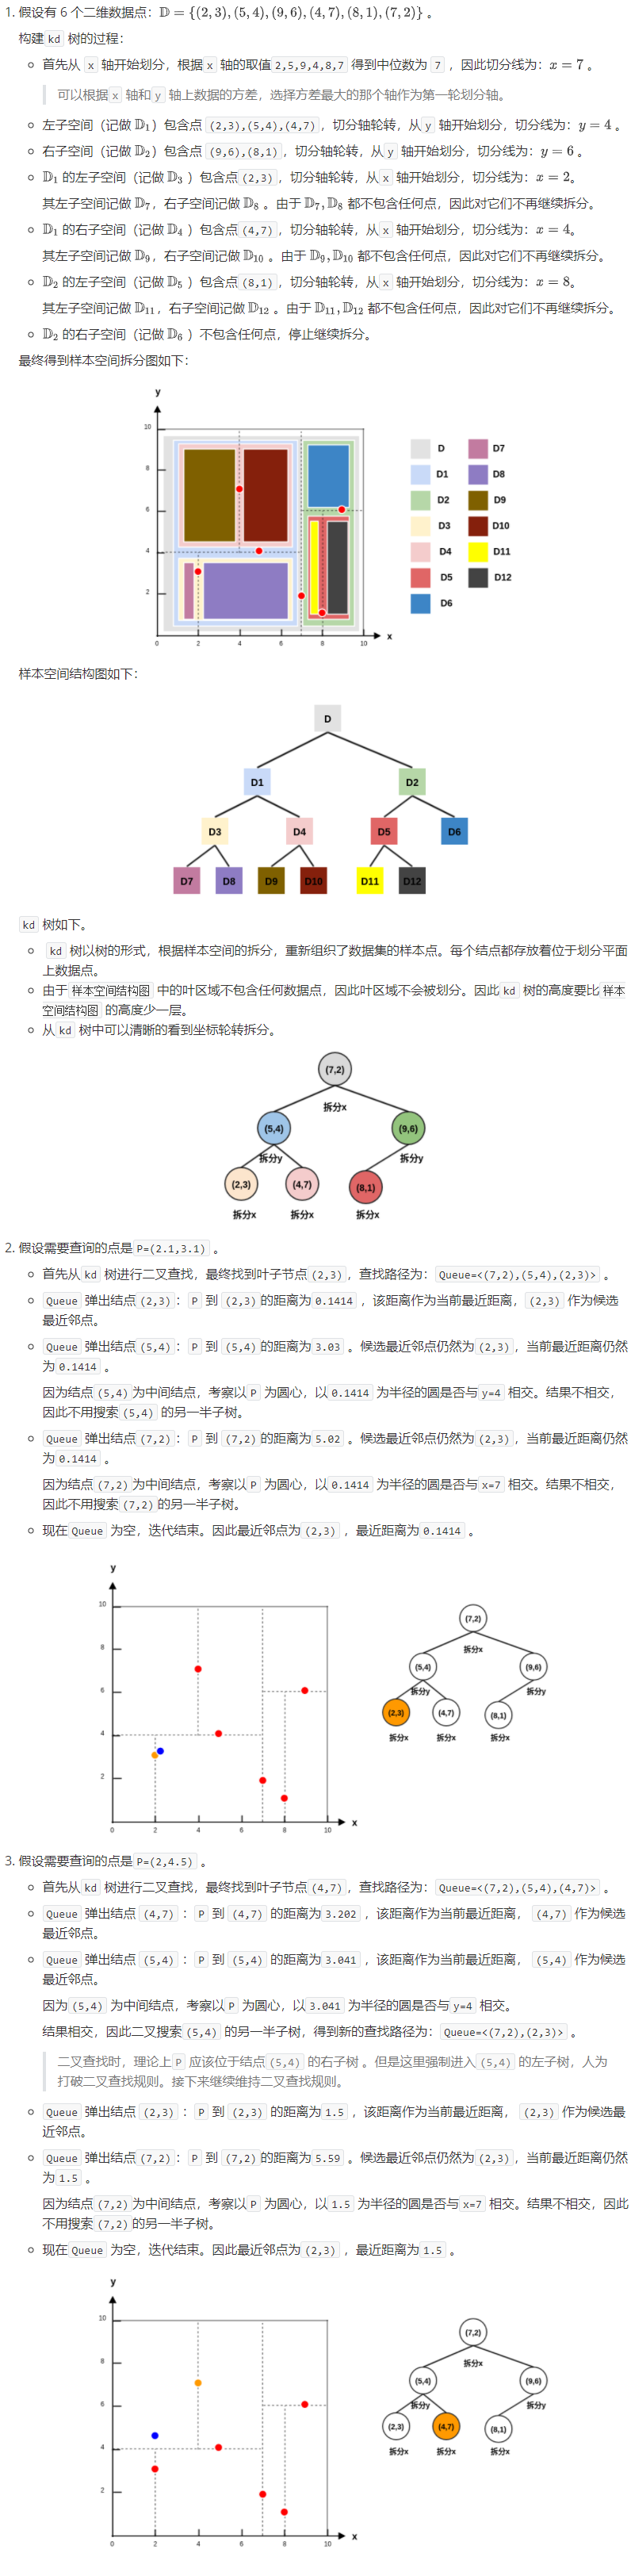 1. 假设有 6 个二维数据点：𝔻 = {(2, 3), (5, 4), (9, 6), (4, 7), (8, 1), (7, 2)} 。
构建 kd 树的过程：
首先从 x 轴开始划分，根据 x 轴的取值 2,5,9,4,8,7 得到中位数为 7 ，因此切分线为：x = 7 。
可以根据 x 轴和 y 轴上数据的方差，选择方差最大的那个轴作为第一轮划分轴。
左子空间（记做 𝔻₁）包含点 (2,3),(5,4),(4,7)，切分轴轮转，从 y 轴开始划分，切分线为：y = 4 。
右子空间（记做 𝔻₂）包含点 (9,6),(8,1)，切分轴轮转，从 y 轴开始划分，切分线为：y = 6 。
𝔻₁ 的左子空间（记做 𝔻₃ ）包含点 (2,3)，切分轴轮转，从 x 轴开始划分，切分线为：x = 2。
其左子空间记做 𝔻₇，右子空间记做 𝔻₈ 。由于 𝔻₇, 𝔻₈ 都不包含任何点，因此对它们不再继续拆分。
𝔻₁ 的右子空间（记做 𝔻₄ ）包含点 (4,7)，切分轴轮转，从 x 轴开始划分，切分线为：x = 4。
其左子空间记做 𝔻₉，右子空间记做 𝔻₁₀ 。由于 𝔻₉, 𝔻₁₀ 都不包含任何点，因此对它们不再继续拆分。
𝔻₂ 的左子空间（记做 𝔻₅ ）包含点 (8,1)，切分轴轮转，从 x 轴开始划分，切分线为：x = 8。
其左子空间记做 𝔻₁₁，右子空间记做 𝔻₁₂ 。由于 𝔻₁₁, 𝔻₁₂ 都不包含任何点，因此对它们不再继续拆分。
𝔻₂ 的右子空间（记做 𝔻₆ ）不包含任何点，停止继续拆分。
最终得到样本空间拆分图如下：
y
10
8
6
4
2
0 2 4 6 8 10 x
D D7
D1 D8
D2 D9
D3 D10
D4 D11
D5 D12
D6
样本空间结构图如下：
D
D1 D2
D3 D4 D5 D6
D7 D8 D9 D10 D11 D12
kd 树如下。
kd 树以树的形式，根据样本空间的拆分，重新组织了数据集的样本点。每个结点都存放着位于划分平面
上数据点。
由于 样本空间结构图 中的叶区域不包含任何数据点，因此叶区域不会被划分。因此 kd 树的高度要比 样本
空间结构图 的高度少一层。
从 kd 树中可以清晰的看到坐标轮转拆分。
(7,2)
拆分x
(5,4) (9,6)
拆分y 拆分y
(2,3) (4,7) (8,1)
拆分x 拆分x 拆分x
2. 假设需要查询的点是 P=(2.1,3.1) 。
首先从 kd 树进行二叉查找，最终找到叶子节点 (2,3)，查找路径为：Queue=<(7,2),(5,4),(2,3)> 。
Queue 弹出结点 (2,3)：P 到 (2,3) 的距离为 0.1414 ，该距离作为当前最近距离， (2,3) 作为候选
最近邻点。
Queue 弹出结点 (5,4)：P 到 (5,4) 的距离为 3.03 。候选最近邻点仍然为 (2,3)，当前最近距离仍然
为 0.1414 。
因为结点 (5,4) 为中间结点，考察以 P 为圆心，以 0.1414 为半径的圆是否与 y=4 相交。结果不相交，
因此不用搜索 (5,4) 的另一半子树。
Queue 弹出结点 (7,2)：P 到 (7,2) 的距离为 5.02 。候选最近邻点仍然为 (2,3)，当前最近距离仍然
为 0.1414 。
因为结点 (7,2) 为中间结点，考察以 P 为圆心，以 0.1414 为半径的圆是否与 x=7 相交。结果不相交，
因此不用搜索 (7,2) 的另一半子树。
现在 Queue 为空，迭代结束。因此最近邻点为 (2,3) ，最近距离为 0.1414 。
y
10
8
6
4
2
0 2 4 6 8 10 x
(7,2)
拆分x
(5,4) (9,6)
拆分y 拆分y
(2,3) (4,7) (8,1)
拆分x 拆分x 拆分x
3. 假设需要查询的点是 P=(2,4.5) 。
首先从 kd 树进行二叉查找，最终找到叶子节点 (4,7)，查找路径为：Queue=<(7,2),(5,4),(4,7)> 。
Queue 弹出结点 (4,7) ：P 到 (4,7) 的距离为 3.202 ，该距离作为当前最近距离， (4,7) 作为候选
最近邻点。
Queue 弹出结点 (5,4) ：P 到 (5,4) 的距离为 3.041 ，该距离作为当前最近距离， (5,4) 作为候选
最近邻点。
因为 (5,4) 为中间结点，考察以 P 为圆心，以 3.041 为半径的圆是否与 y=4 相交。
结果相交，因此二叉搜索 (5,4) 的另一半子树，得到新的查找路径为：Queue=<(7,2),(2,3)> 。
二叉查找时，理论上 P 应该位于结点 (5,4) 的右子树 。但是这里强制进入 (5,4) 的左子树，人为
打破二叉查找规则。接下来继续维持二叉查找规则。
Queue 弹出结点 (2,3) ：P 到 (2,3) 的距离为 1.5 ，该距离作为当前最近距离， (2,3) 作为候选最
近邻点。
Queue 弹出结点 (7,2)：P 到 (7,2) 的距离为 5.59 。候选最近邻点仍然为 (2,3)，当前最近距离仍然
为 1.5 。
因为结点 (7,2) 为中间结点，考察以 P 为圆心，以 1.5 为半径的圆是否与 x=7 相交。结果不相交，因此
不用搜索 (7,2) 的另一半子树。
现在 Queue 为空，迭代结束。因此最近邻点为 (2,3) ，最近距离为 1.5 。
y
10
8
6
4
2
0 2 4 6 8 10 x
(7,2)
拆分x
(5,4) (9,6)
拆分y 拆分y
(2,3) (4,7) (8,1)
拆分x 拆分x 拆分x